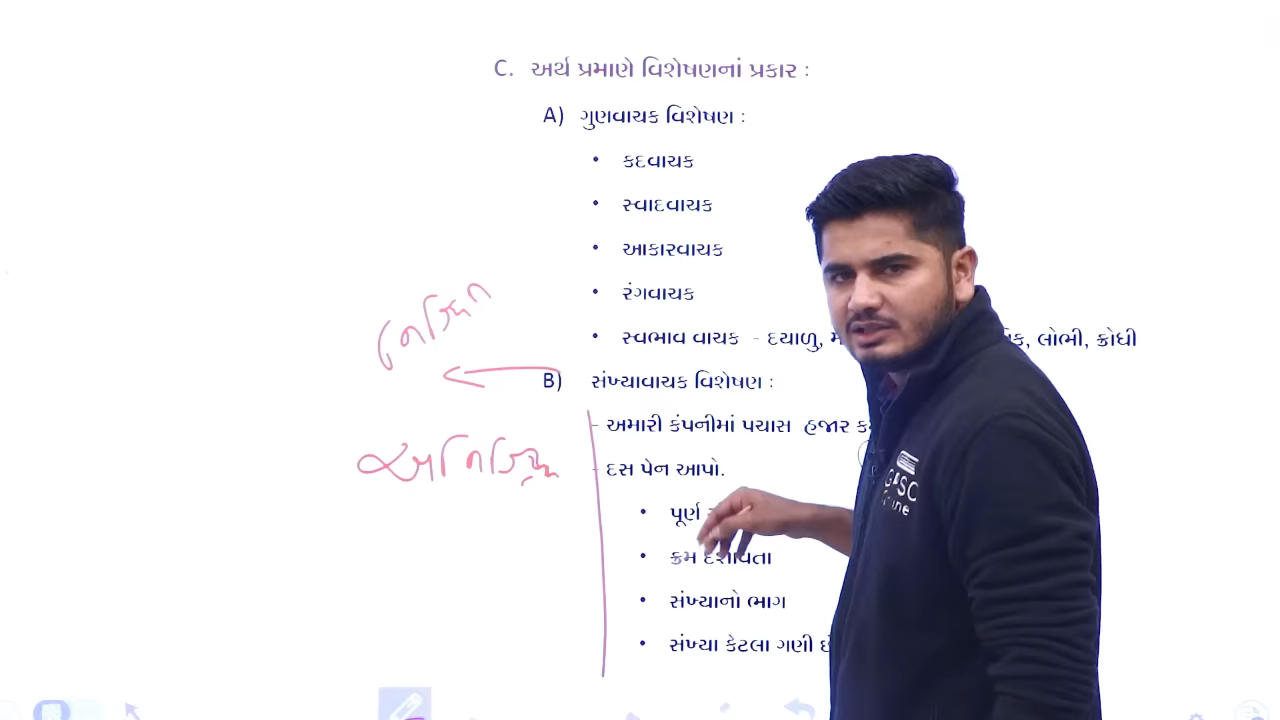 C. અર્થ પ્રમાણે વિશેષણનાં પ્રકાર :
A) ગુણવાચક વિશેષણ :
• કદવાચક
• સ્વાદવાચક
• આકારવાચક
• રંગવાચક
• સ્વભાવ વાચક - દયાળુ, લોભી, ક્રોધી
નિશ્ચિત
B) સંખ્યાવાચક વિશેષણ :
- અમારી કંપનીમાં પચાસ હજાર
અનિશ્ચિત
- દસ પેન આપો.
• પૂર્ણ
• ક્રમ દર્શાવતા
• સંખ્યાનો ભાગ
• સંખ્યા કેટલા ગણી